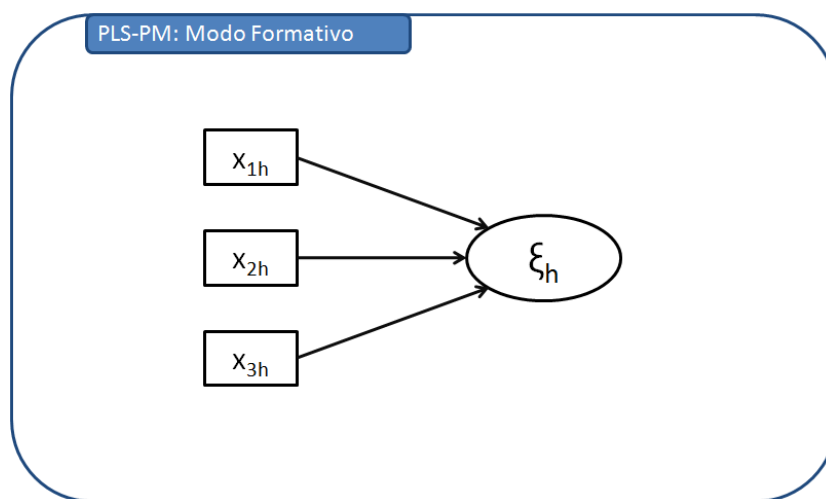 PLS-PM: Modo Formativo
x₁ₕ
x₂ₕ
ξₕ
x₃ₕ